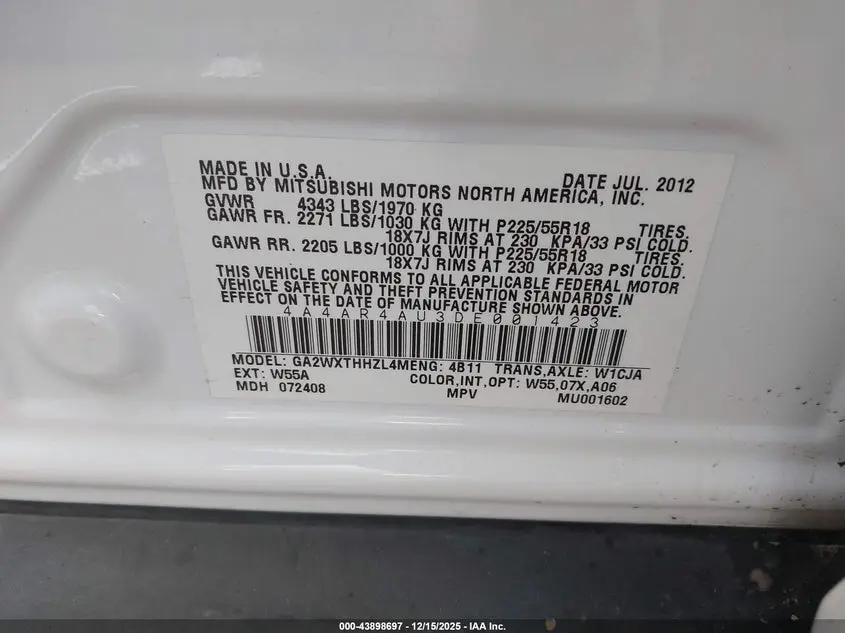 MADE IN U.S.A. DATE JUL. 2012
MFD BY MITSUBISHI MOTORS NORTH AMERICA, INC.
GVWR 4343 LBS/1970 KG
GAWR FR. 2271 LBS/1030 KG WITH P225/55R18 TIRES.
18X7J RIMS AT 230 KPA/33 PSI COLD.
GAWR RR. 2205 LBS/1000 KG WITH P225/55R18 TIRES.
18X7J RIMS AT 230 KPA/33 PSI COLD.
THIS VEHICLE CONFORMS TO ALL APPLICABLE FEDERAL MOTOR
VEHICLE SAFETY AND THEFT PREVENTION STANDARDS IN
EFFECT ON THE DATE OF MANUFACTURE SHOWN ABOVE.
4A4AR4AU3DE001423
MODEL: GA2WXTHHZL4MENG: 4B11 TRANS,AXLE: W1CJA
EXT: W55A COLOR,INT,OPT: W55,07X,A06
MDH 072408 MPV MU001602
000-43898697 - 12/15/2025 - IAA Inc.